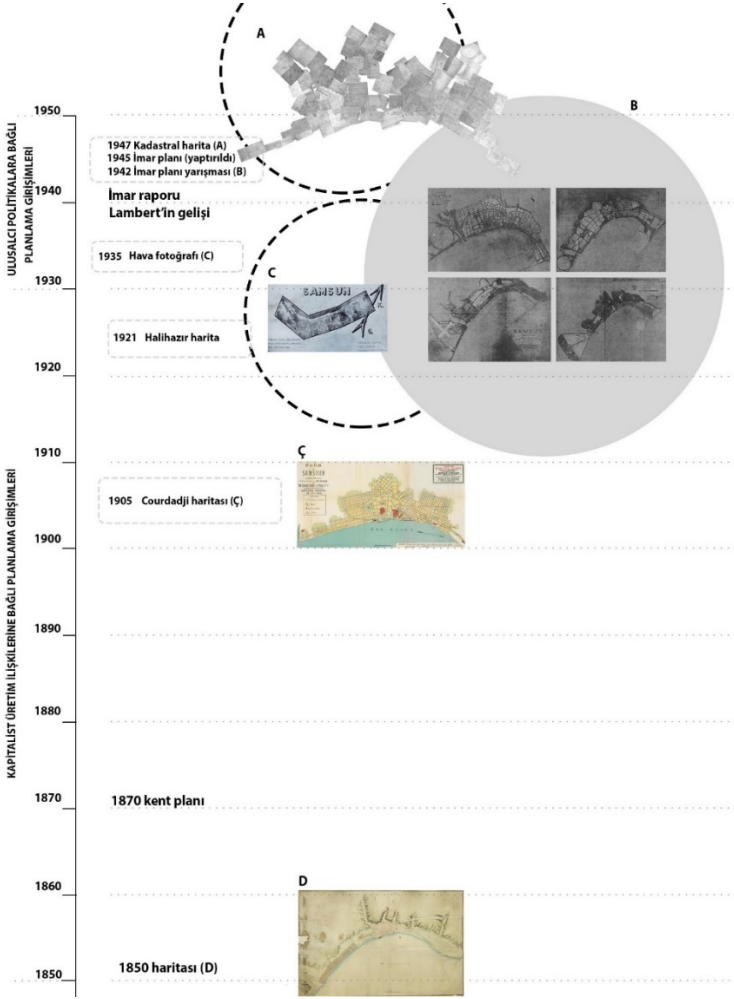 A
B
1950
1947 Kadastral harita (A)
1945 İmar planı (yaptırıldı)
1942 İmar planı yarışması (B)
1940
İmar raporu
Lambert'in gelişi
ULUSALCI POLİTİKALARA BAĞLI
PLANLAMA GİRİŞİMLERİ
1935 Hava fotoğrafı (C)
C
1930
SAMSUN
1921 Halihazır harita
1920
1910
Ç
SAMSOUN
1905 Courdadji haritası (Ç)
1900
KAPİTALİST ÜRETİM İLİŞKİLERİNE BAĞLI PLANLAMA GİRİŞİMLERİ
1890
1880
1870
1870 kent planı
1860
D
1850 haritası (D)
1850